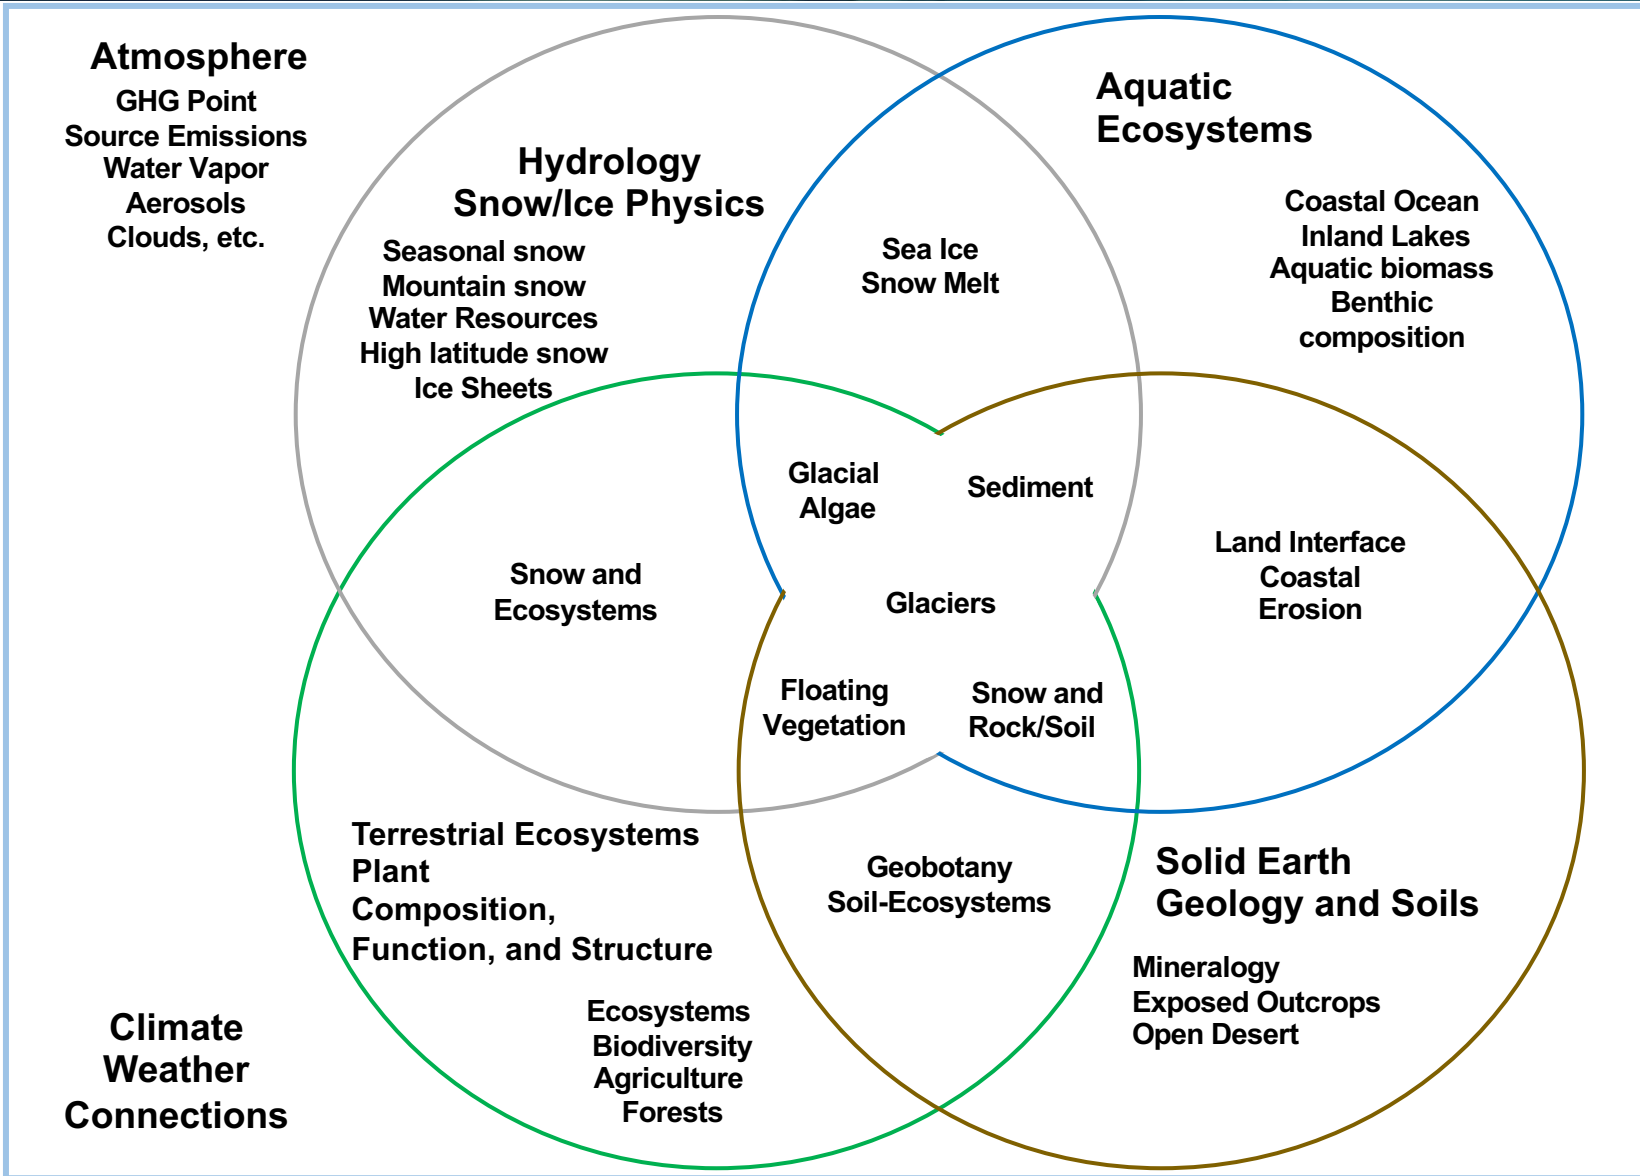 Atmosphere
GHG Point
Source Emissions
Water Vapor
Aerosols
Clouds, etc.
Hydrology
Snow/Ice Physics
Seasonal snow
Mountain snow
Water Resources
High latitude snow
Ice Sheets
Sea Ice
Snow Melt
Aquatic
Ecosystems
Coastal Ocean
Inland Lakes
Aquatic biomass
Benthic
composition
Glacial
Algae
Sediment
Snow and
Ecosystems
Glaciers
Land Interface
Coastal
Erosion
Floating
Vegetation
Snow and
Rock/Soil
Terrestrial Ecosystems
Plant
Composition,
Function, and Structure
Ecosystems
Biodiversity
Agriculture
Forests
Geobotany
Soil-Ecosystems
Solid Earth
Geology and Soils
Mineralogy
Exposed Outcrops
Open Desert
Climate
Weather
Connections